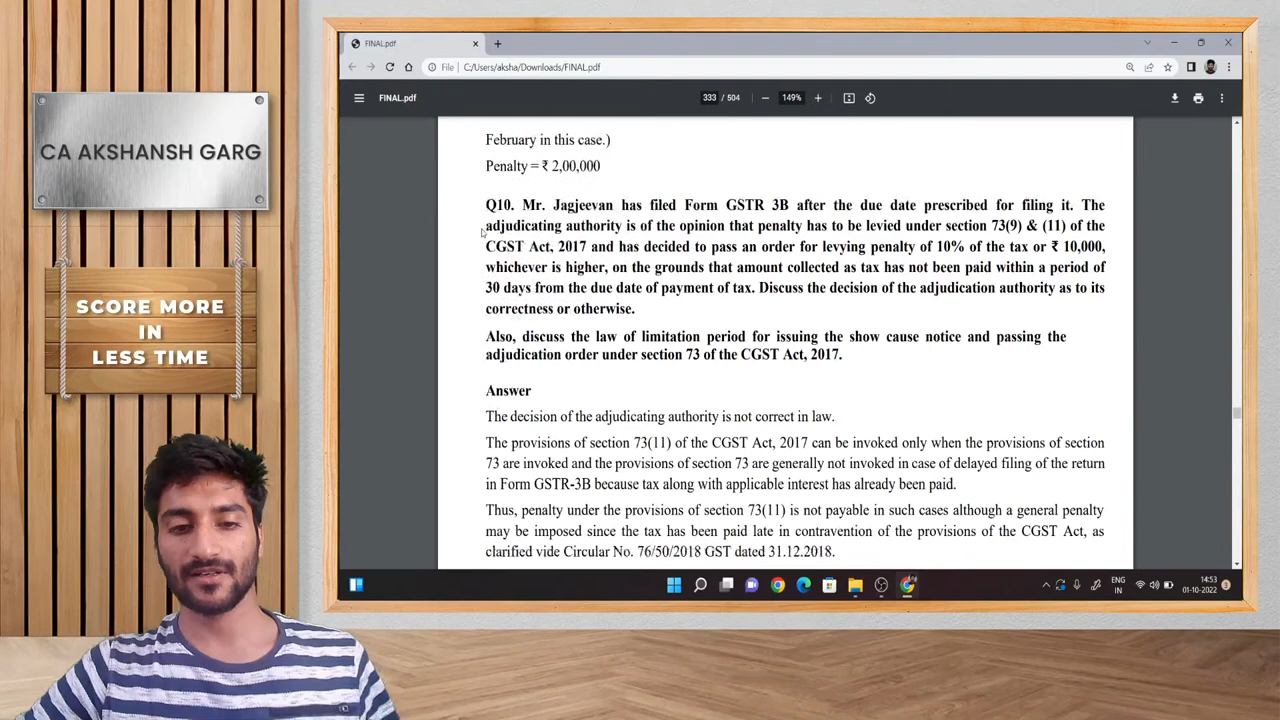 CA AKSHANSH GARG
SCORE MORE
IN
LESS TIME
FINAL.pdf
File
C:/Users/aksha/Downloads/FINAL.pdf
FINAL.pdf
333 / 504
149%
February in this case.)
Penalty = ₹ 2,00,000
Q10. Mr. Jagjeevan has filed Form GSTR 3B after the due date prescribed for filing it. The
adjudicating authority is of the opinion that penalty has to be levied under section 73(9) & (11) of the
CGST Act, 2017 and has decided to pass an order for levying penalty of 10% of the tax or ₹ 10,000,
whichever is higher, on the grounds that amount collected as tax has not been paid within a period of
30 days from the due date of payment of tax. Discuss the decision of the adjudication authority as to its
correctness or otherwise.
Also, discuss the law of limitation period for issuing the show cause notice and passing the
adjudication order under section 73 of the CGST Act, 2017.
Answer
The decision of the adjudicating authority is not correct in law.
The provisions of section 73(11) of the CGST Act, 2017 can be invoked only when the provisions of section
73 are invoked and the provisions of section 73 are generally not invoked in case of delayed filing of the return
in Form GSTR-3B because tax along with applicable interest has already been paid.
Thus, penalty under the provisions of section 73(11) is not payable in such cases although a general penalty
may be imposed since the tax has been paid late in contravention of the provisions of the CGST Act, as
clarified vide Circular No. 76/50/2018 GST dated 31.12.2018.
ENG
IN
14:53
01-10-2022